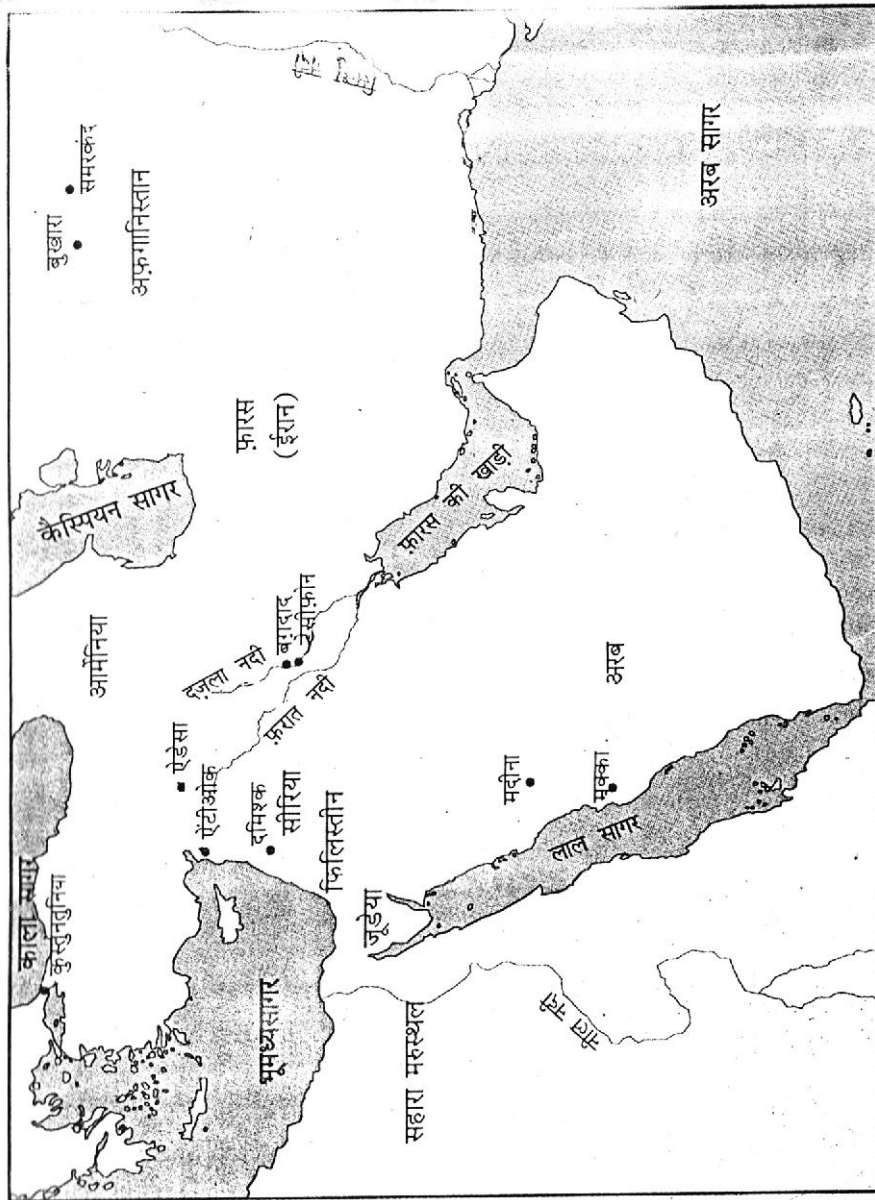 काला सागर
कुस्तुनतुनिया
आर्मेनिया
कैस्पियन सागर
बुख़ारा
समरकंद
अफ़गानिस्तान
ऐडेसा
ऐंटीओक
दमिश्क
सीरिया
फिलिस्तीन
दज़ला नदी
फ़रात नदी
बग़दाद
टेसीफ़ोन
फ़ारस
(ईरान)
सिंधु नदी
भूमध्यसागर
जूडेया
सहारा मरुस्थल
नील नदी
लाल सागर
मदीना
मक्का
अरब
फ़ारस की खाड़ी
अरब सागर